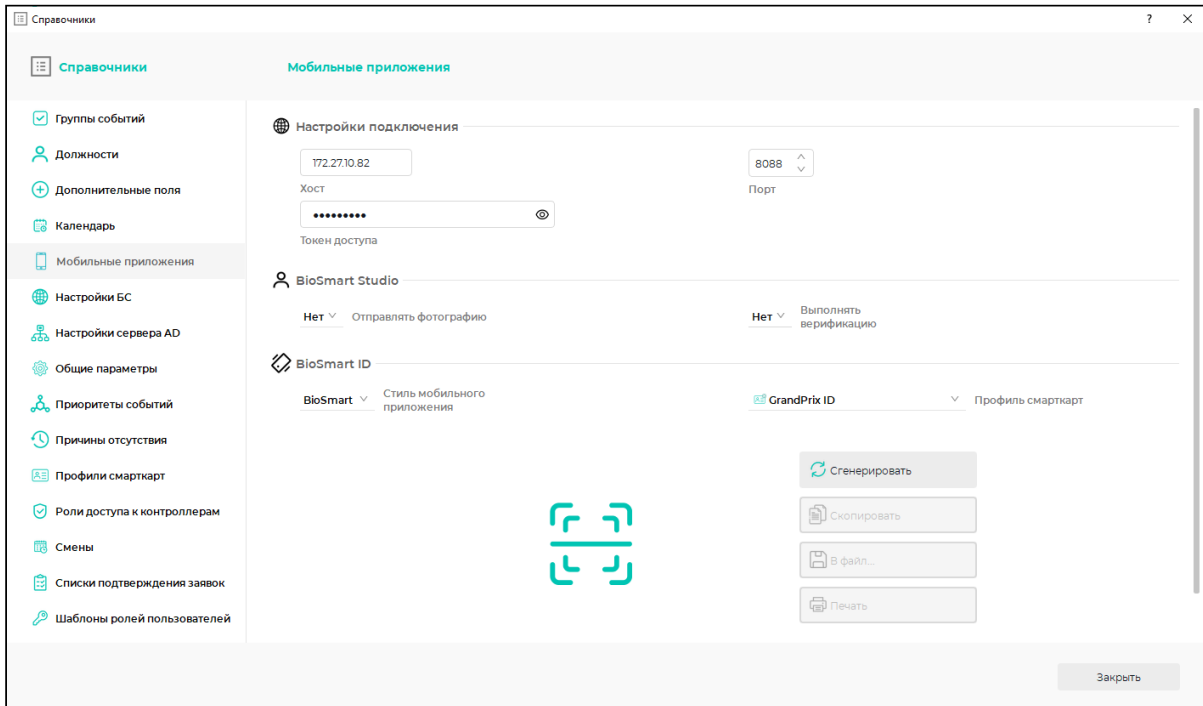 Справочники
?
Справочники
Мобильные приложения
Группы событий
Должности
Дополнительные поля
Календарь
Мобильные приложения
Настройки БС
Настройки сервера AD
Общие параметры
Приоритеты событий
Причины отсутствия
Профили смарткарт
Роли доступа к контроллерам
Смены
Списки подтверждения заявок
Шаблоны ролей пользователей
Настройки подключения
172.27.10.82
8088
Хост
Порт
•••••••••
Токен доступа
BioSmart Studio
Нет
Отправлять фотографию
Нет
Выполнять
верификацию
BioSmart ID
BioSmart
Стиль мобильного
приложения
GrandPrix ID
Профиль смарткарт
Сгенерировать
Скопировать
В файл...
Печать
Закрыть